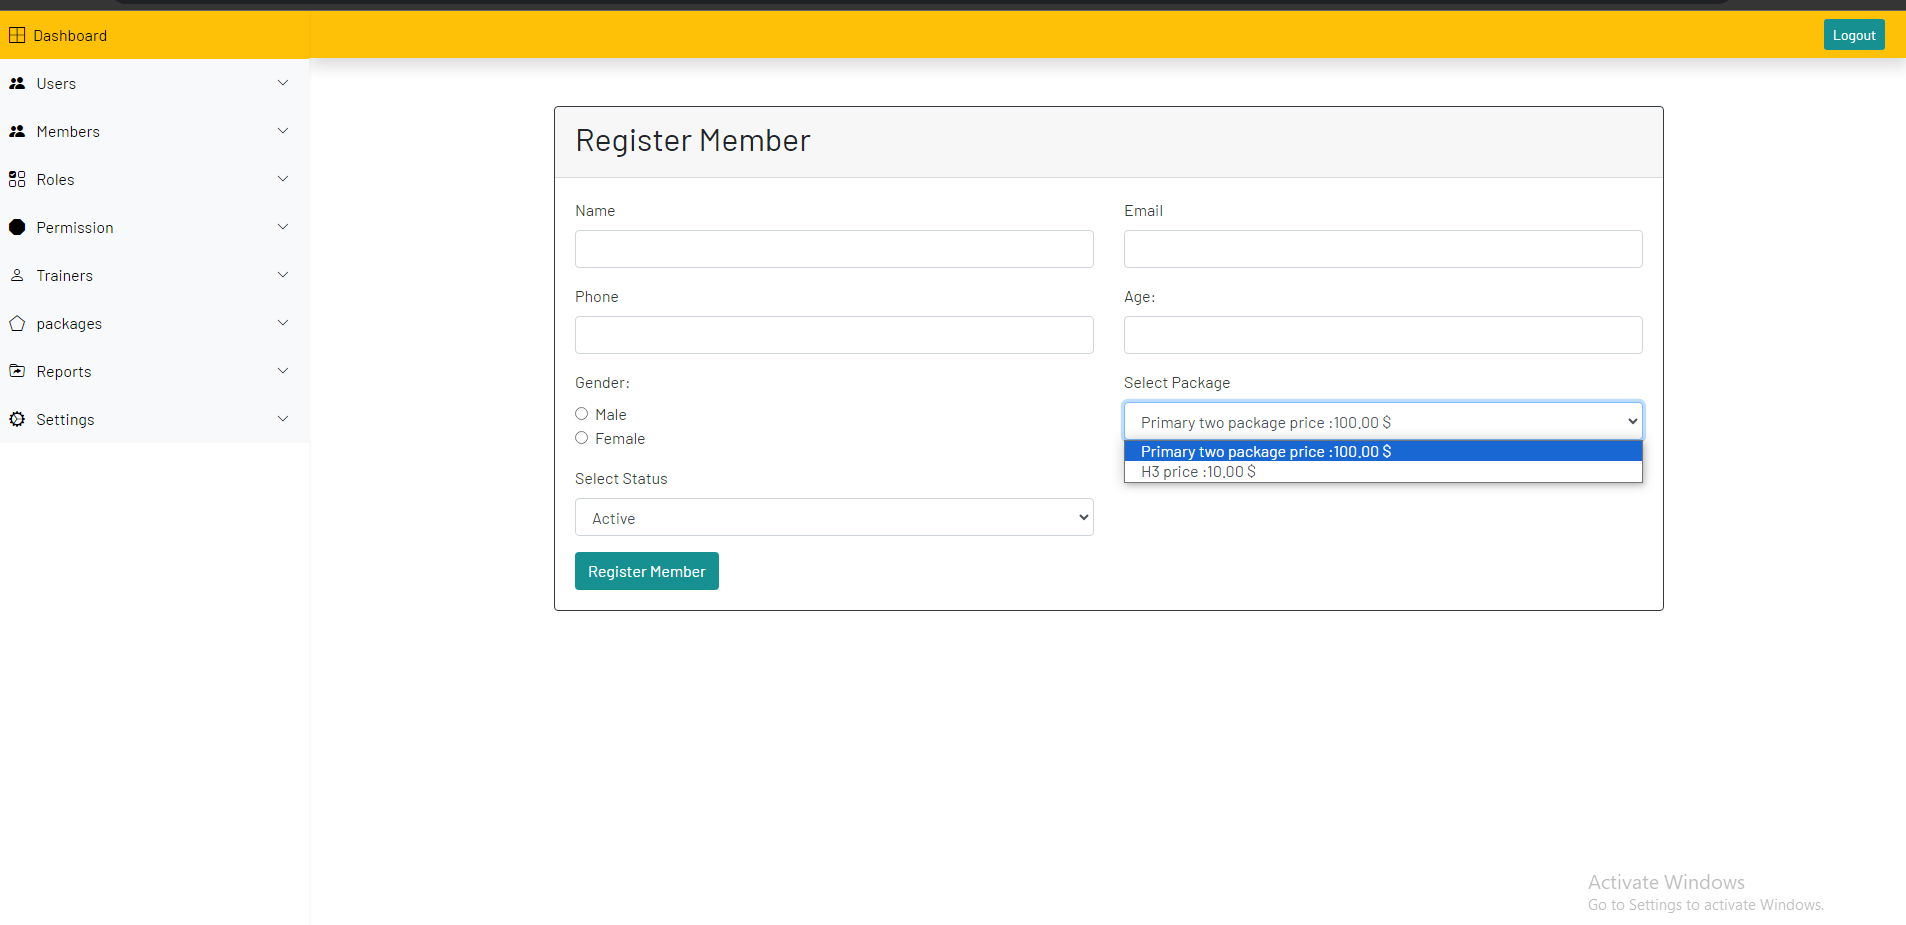 Dashboard
Logout
Users
Members
Roles
Permission
Trainers
packages
Reports
Settings
Register Member
Name
Email
Phone
Age:
Gender:
Male
Female
Select Package
Primary two package price :100.00 $
Primary two package price :100.00 $
H3 price :10.00 $
Select Status
Active
Register Member
Activate Windows
Go to Settings to activate Windows.